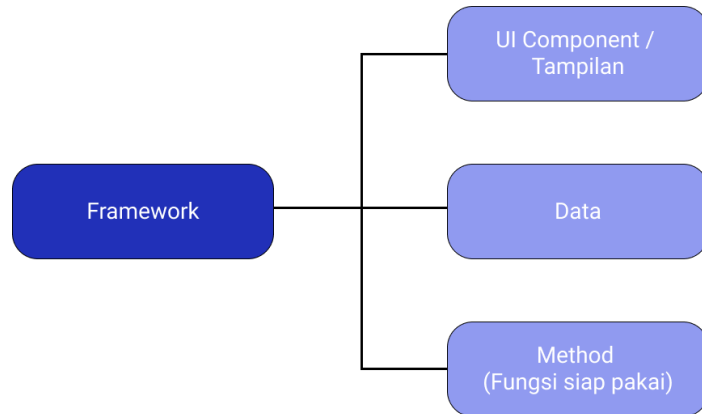 UI Component /
Tampilan
Framework
Data
Method
(Fungsi siap pakai)